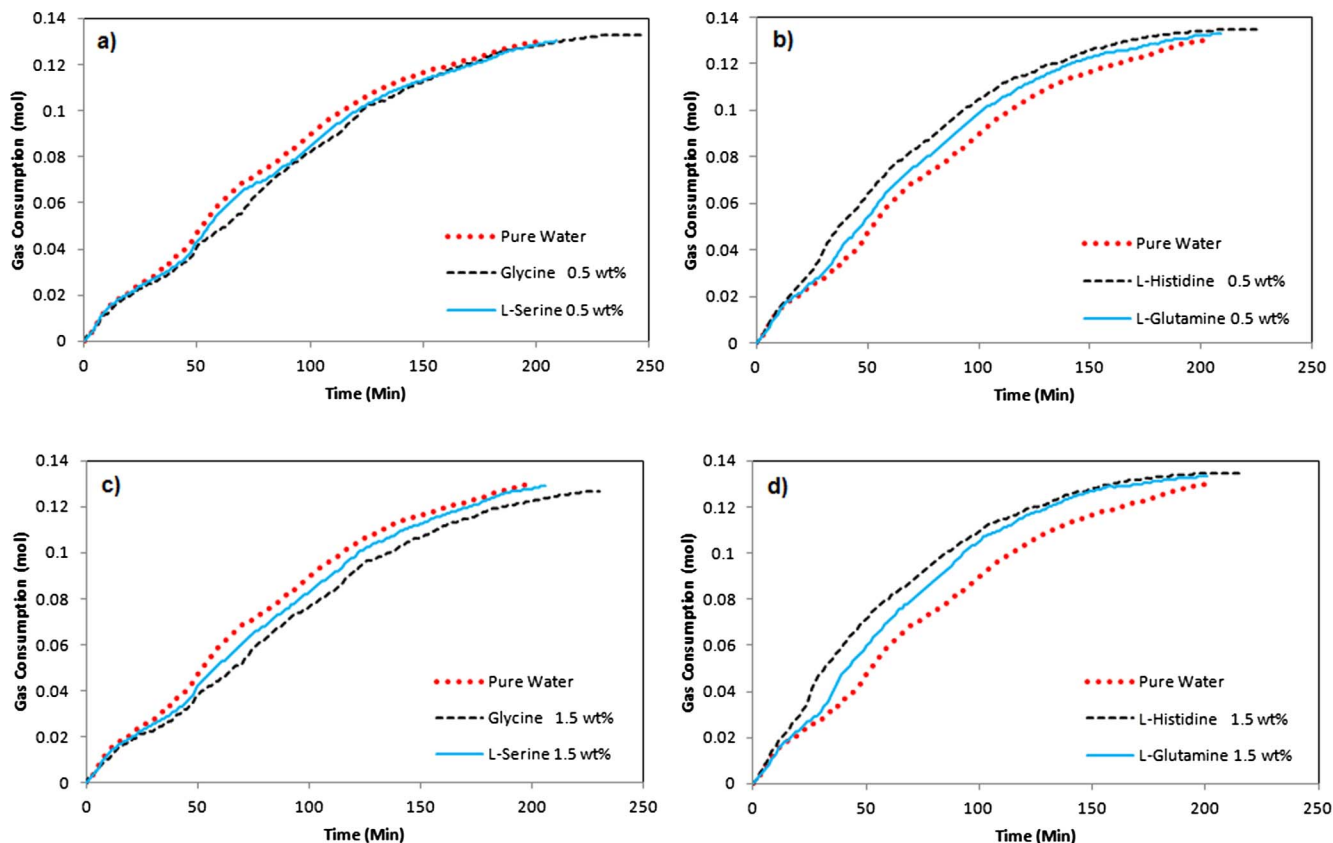 a)
Gas Consumption (mol)
0.14
0.12
0.1
0.08
0.06
0.04
0.02
0
Pure Water
Glycine 0.5 wt%
L-Serine 0.5 wt%
0 50 100 150 200 250
Time (Min)
b)
Gas Consumption (mol)
0.14
0.12
0.1
0.08
0.06
0.04
0.02
0
Pure Water
L-Histidine 0.5 wt%
L-Glutamine 0.5 wt%
0 50 100 150 200 250
Time (Min)
c)
Gas Consumption (mol)
0.14
0.12
0.1
0.08
0.06
0.04
0.02
0
Pure Water
Glycine 1.5 wt%
L-Serine 1.5 wt%
0 50 100 150 200 250
Time (Min)
d)
Gas Consumption (mol)
0.14
0.12
0.1
0.08
0.06
0.04
0.02
0
Pure Water
L-Histidine 1.5 wt%
L-Glutamine 1.5 wt%
0 50 100 150 200 250
Time (Min)